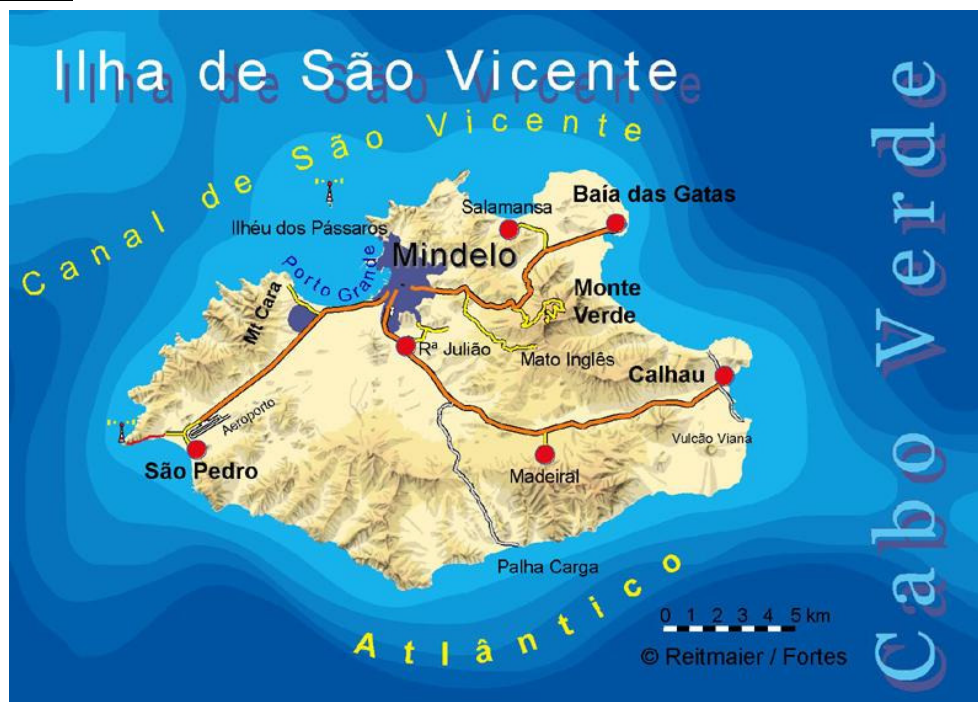 Ilha de São Vicente
Canal de São Vicente
Cabo Verde
Baía das Gatas
Salamansa
Ilhéu dos Pássaros
Mindelo
Porto Grande
Monte
Verde
Mt Cara
Rª Julião
Mato Inglês
Calhau
Aeroporto
Vulcão Viana
São Pedro
Madeiral
Palha Carga
Atlântico
0 1 2 3 4 5 km
© Reitmaier / Fortes